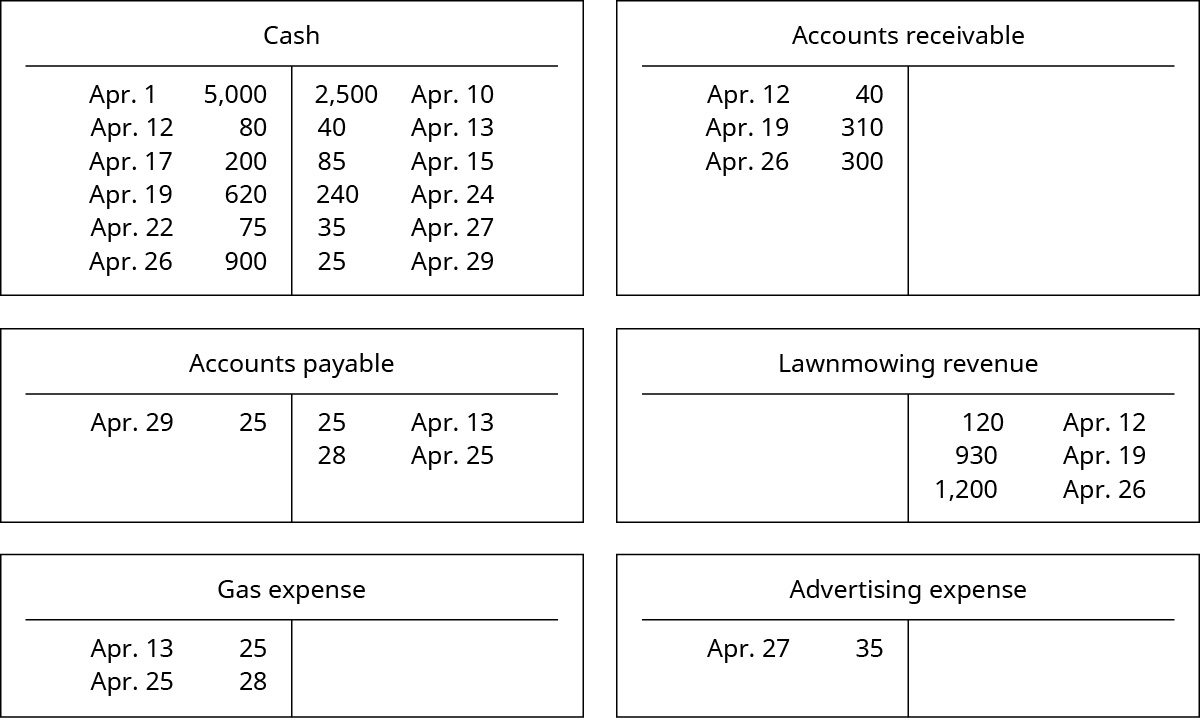 Cash
Apr. 1 5,000 2,500 Apr. 10
Apr. 12 80 40 Apr. 13
Apr. 17 200 85 Apr. 15
Apr. 19 620 240 Apr. 24
Apr. 22 75 35 Apr. 27
Apr. 26 900 25 Apr. 29
Accounts receivable
Apr. 12 40
Apr. 19 310
Apr. 26 300
Accounts payable
Apr. 29 25 25 Apr. 13
28 Apr. 25
Lawnmowing revenue
120 Apr. 12
930 Apr. 19
1,200 Apr. 26
Gas expense
Apr. 13 25
Apr. 25 28
Advertising expense
Apr. 27 35